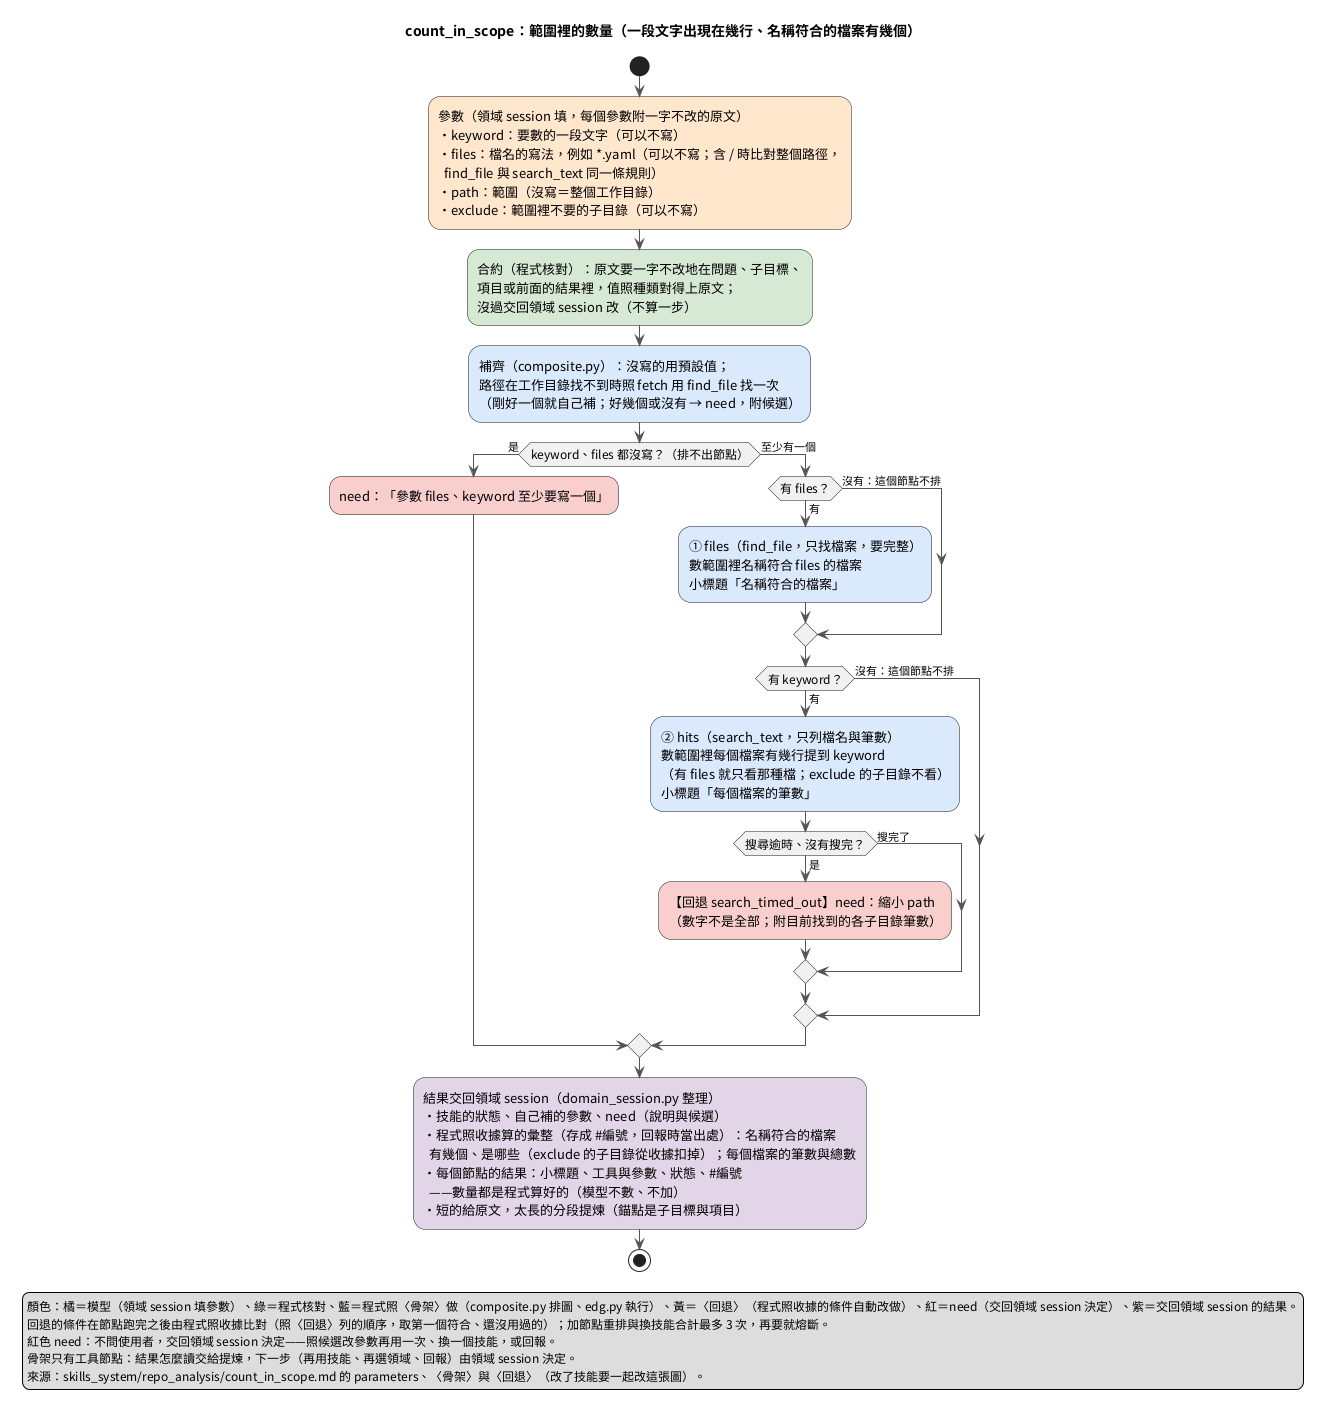 count_in_scope：範圍裡的數量（一段文字出現在幾行、名稱符合的檔案有幾個）
參數（領域 session 填，每個參數附一字不改的原文）
・keyword：要數的一段文字（可以不寫）
・files：檔名的寫法，例如 *.yaml（可以不寫；含 / 時比對整個路徑，
find_file 與 search_text 同一條規則）
・path：範圍（沒寫＝整個工作目錄）
・exclude：範圍裡不要的子目錄（可以不寫）
合約（程式核對）：原文要一字不改地在問題、子目標、
項目或前面的結果裡，值照種類對得上原文；
沒過交回領域 session 改（不算一步）
補齊（composite.py）：沒寫的用預設值；
路徑在工作目錄找不到時照 fetch 用 find_file 找一次
（剛好一個就自己補；好幾個或沒有 → need，附候選）
是
keyword、files 都沒寫？（排不出節點）
至少有一個
need：「參數 files、keyword 至少要寫一個」
有 files？
沒有：這個節點不排
有
① files（find_file，只找檔案，要完整）
數範圍裡名稱符合 files 的檔案
小標題「名稱符合的檔案」
有 keyword？
沒有：這個節點不排
有
② hits（search_text，只列檔名與筆數）
數範圍裡每個檔案有幾行提到 keyword
（有 files 就只看那種檔；exclude 的子目錄不看）
小標題「每個檔案的筆數」
搜尋逾時、沒有搜完？
搜完了
是
【回退 search_timed_out】need：縮小 path
（數字不是全部；附目前找到的各子目錄筆數）
結果交回領域 session（domain_session.py 整理）
・技能的狀態、自己補的參數、need（說明與候選）
・程式照收據算的彙整（存成 #編號，回報時當出處）：名稱符合的檔案
有幾個、是哪些（exclude 的子目錄從收據扣掉）；每個檔案的筆數與總數
・每個節點的結果：小標題、工具與參數、狀態、#編號
——數量都是程式算好的（模型不數、不加）
・短的給原文，太長的分段提煉（錨點是子目標與項目）
顏色：橘＝模型（領域 session 填參數）、綠＝程式核對、藍＝程式照〈骨架〉做（composite.py 排圖、edg.py 執行）、黃＝〈回退〉（程式照收據的條件自動改做）、紅＝need（交回領域 session 決定）、紫＝交回領域 session 的結果。
回退的條件在節點跑完之後由程式照收據比對（照〈回退〉列的順序，取第一個符合、還沒用過的）；加節點重排與換技能合計最多 3 次，再要就熔斷。
紅色 need：不問使用者，交回領域 session 決定——照候選改參數再用一次、換一個技能，或回報。
骨架只有工具節點：結果怎麼讀交給提煉，下一步（再用技能、再選領域、回報）由領域 session 決定。
來源：skills_system/repo_analysis/count_in_scope.md 的 parameters、〈骨架〉與〈回退〉（改了技能要一起改這張圖）。